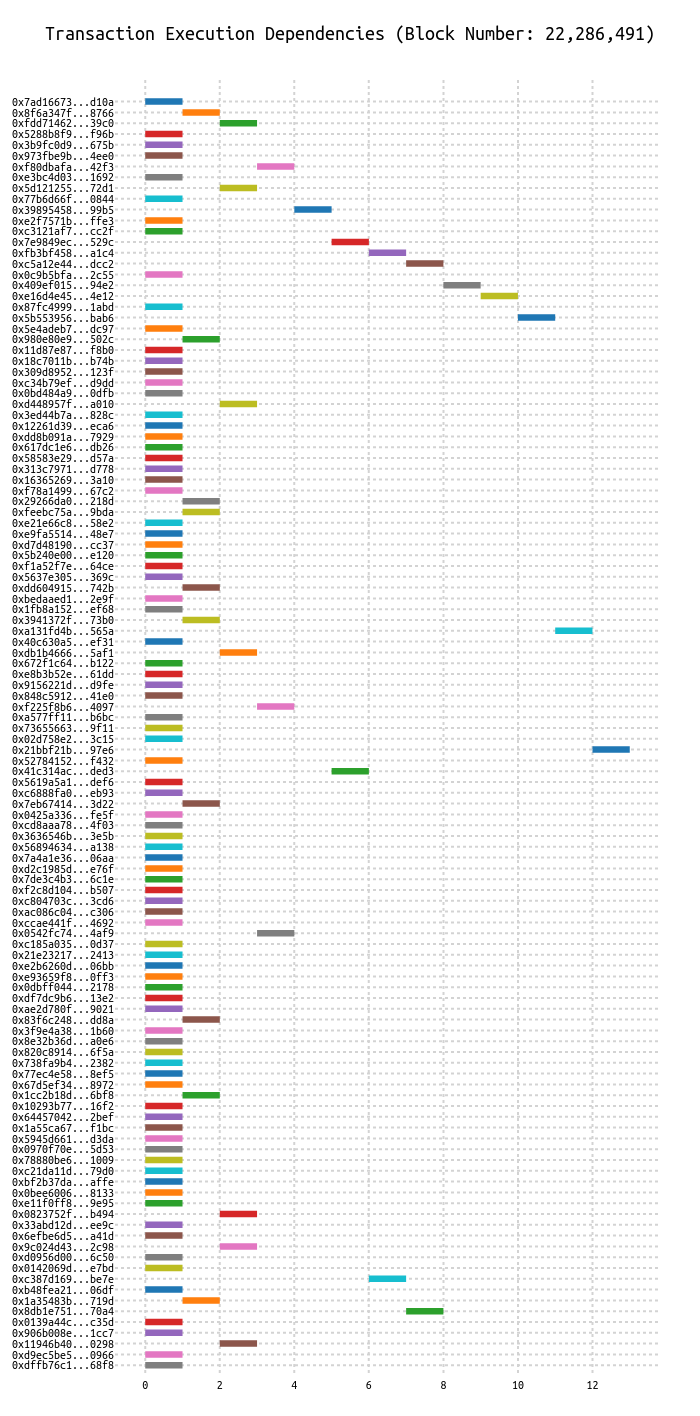 Transaction Execution Dependencies (Block Number: 22,286,491)
0x7ad16673...d10a
0x8f6a347f...8766
0xfdd71462...39c0
0x5288b8f9...f96b
0x3b9fc0d9...675b
0x973fbe9b...4ee0
0xf80dbafa...42f3
0xe3bc4d03...1692
0x5d121255...72d1
0x77b6d66f...0844
0x39895458...99b5
0xe2f7571b...ffe3
0xc3121af7...cc2f
0x7e9849ec...529c
0xfb3bf458...a1c4
0xc5a12e44...dcc2
0x0c9b5bfa...2c55
0x409ef015...94e2
0xe16d4e45...4e12
0x87fc4999...1abd
0x5b553956...bab6
0x5e4adeb7...dc97
0x980e80e9...502c
0x11d87e87...f8b0
0x18c7011b...b74b
0x309d8952...123f
0xc34b79ef...d9dd
0x0bd484a9...0dfb
0xd448957f...a010
0x3ed44b7a...828c
0x12261d39...eca6
0xdd8b091a...7929
0x617dc1e6...db26
0x58583e29...d57a
0x313c7971...d778
0x16365269...3a10
0xf78a1499...67c2
0x29266da0...218d
0xfeebc75a...9bda
0xe21e66c8...58e2
0xe9fa5514...48e7
0xd7d48190...cc37
0x5b240e00...e120
0xf1a52f7e...64ce
0x5637e305...369c
0xdd604915...742b
0xbedaaed1...2e9f
0x1fb8a152...ef68
0x3941372f...73b0
0xa131fd4b...565a
0x40c630a5...ef31
0xdb1b4666...5af1
0x672f1c64...b122
0xe8b3b52e...61dd
0x9156221d...d9fe
0x848c5912...41e0
0xf225f8b6...4097
0xa577ff11...b6bc
0x73655663...9f11
0x02d758e2...3c15
0x21bbf21b...97e6
0x52784152...f432
0x41c314ac...ded3
0x5619a5a1...def6
0xc6888fa0...eb93
0x7eb67414...3d22
0x0425a336...fe5f
0xcd8aaa78...4f03
0x3636546b...3e5b
0x56894634...a138
0x7a4a1e36...06aa
0xd2c1985d...e76f
0x7de3c4b3...6c1e
0xf2c8d104...b507
0xc804703c...3cd6
0xac086c04...c306
0xccae441f...4692
0x0542fc74...4af9
0xc185a035...0d37
0x21e23217...2413
0xe2b6260d...06bb
0xe93659f8...0ff3
0x0dbff044...2178
0xdf7dc9b6...13e2
0xae2d780f...9021
0x83f6c248...dd8a
0x3f9e4a38...1b60
0x8e32b36d...a0e6
0x820c8914...6f5a
0x738fa9b4...2382
0x77ec4e58...8ef5
0x67d5ef34...8972
0x1cc2b18d...6bf8
0x10293b77...16f2
0x64457042...2bef
0x1a55ca67...f1bc
0x5945d661...d3da
0x0970f70e...5d53
0x78880be6...1009
0xc21da11d...79d0
0xbf2b37da...affe
0x0bee6006...8133
0xe11f0ff8...9e95
0x0823752f...b494
0x33abd12d...ee9c
0x6efbe6d5...a41d
0x9c024d43...2c98
0xd0956d00...6c50
0x0142069d...e7bd
0xc387d169...be7e
0xb48fea21...06df
0x1a35483b...719d
0x8db1e751...70a4
0x0139a44c...c35d
0x906b008e...1cc7
0x11946b40...0298
0xd9ec5be5...0966
0xdffb76c1...68f8
0 2 4 6 8 10 12